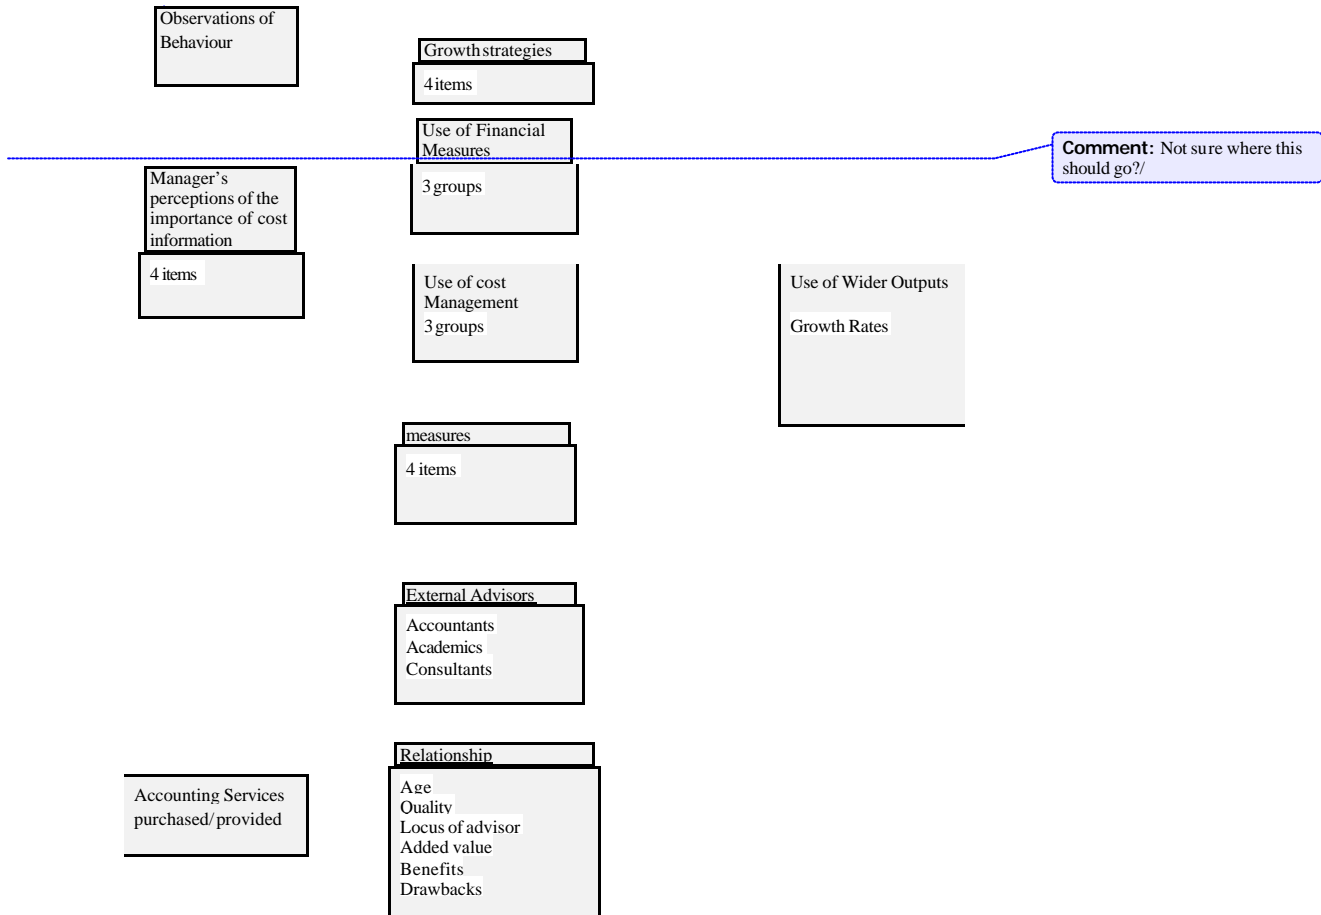 Observations of
Behaviour
Growth strategies
4 items
Use of Financial
Measures
3 groups
Comment: Not sure where this
should go?/
Manager's
perceptions of the
importance of cost
information
4 items
Use of cost
Management
3 groups
Use of Wider Outputs
Growth Rates
measures
4 items
External Advisors
Accountants
Academics
Consultants
Accounting Services
purchased/provided
Relationship
Age
Quality
Locus of advisor
Added value
Benefits
Drawbacks